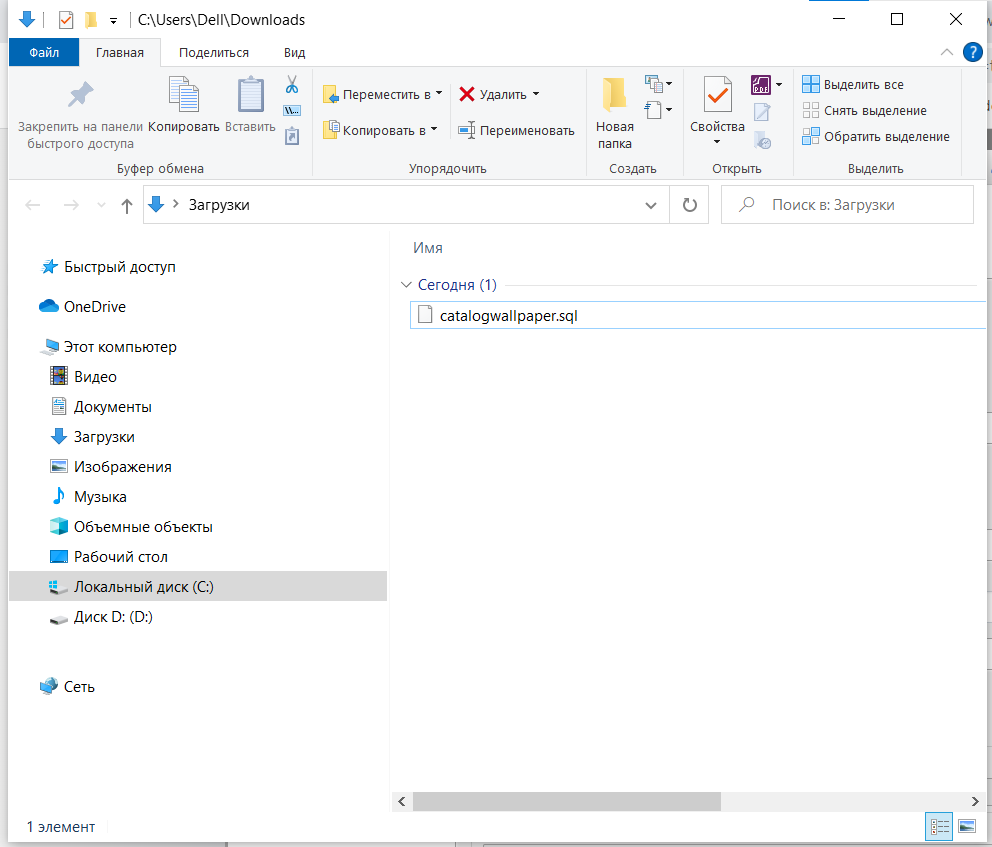 C:\Users\Dell\Downloads
Файл Главная Поделиться Вид
Закрепить на панели быстрого доступа
Копировать
Вставить
Буфер обмена
Переместить в
Копировать в
Удалить
Переименовать
Упорядочить
Новая папка
Создать
Свойства
Открыть
Выделить все
Снять выделение
Обратить выделение
Выделить
Загрузки
Поиск в: Загрузки
Быстрый доступ
OneDrive
Этот компьютер
Видео
Документы
Загрузки
Изображения
Музыка
Объемные объекты
Рабочий стол
Локальный диск (C:)
Диск D: (D:)
Сеть
Имя
Сегодня (1)
catalogwallpaper.sql
1 элемент